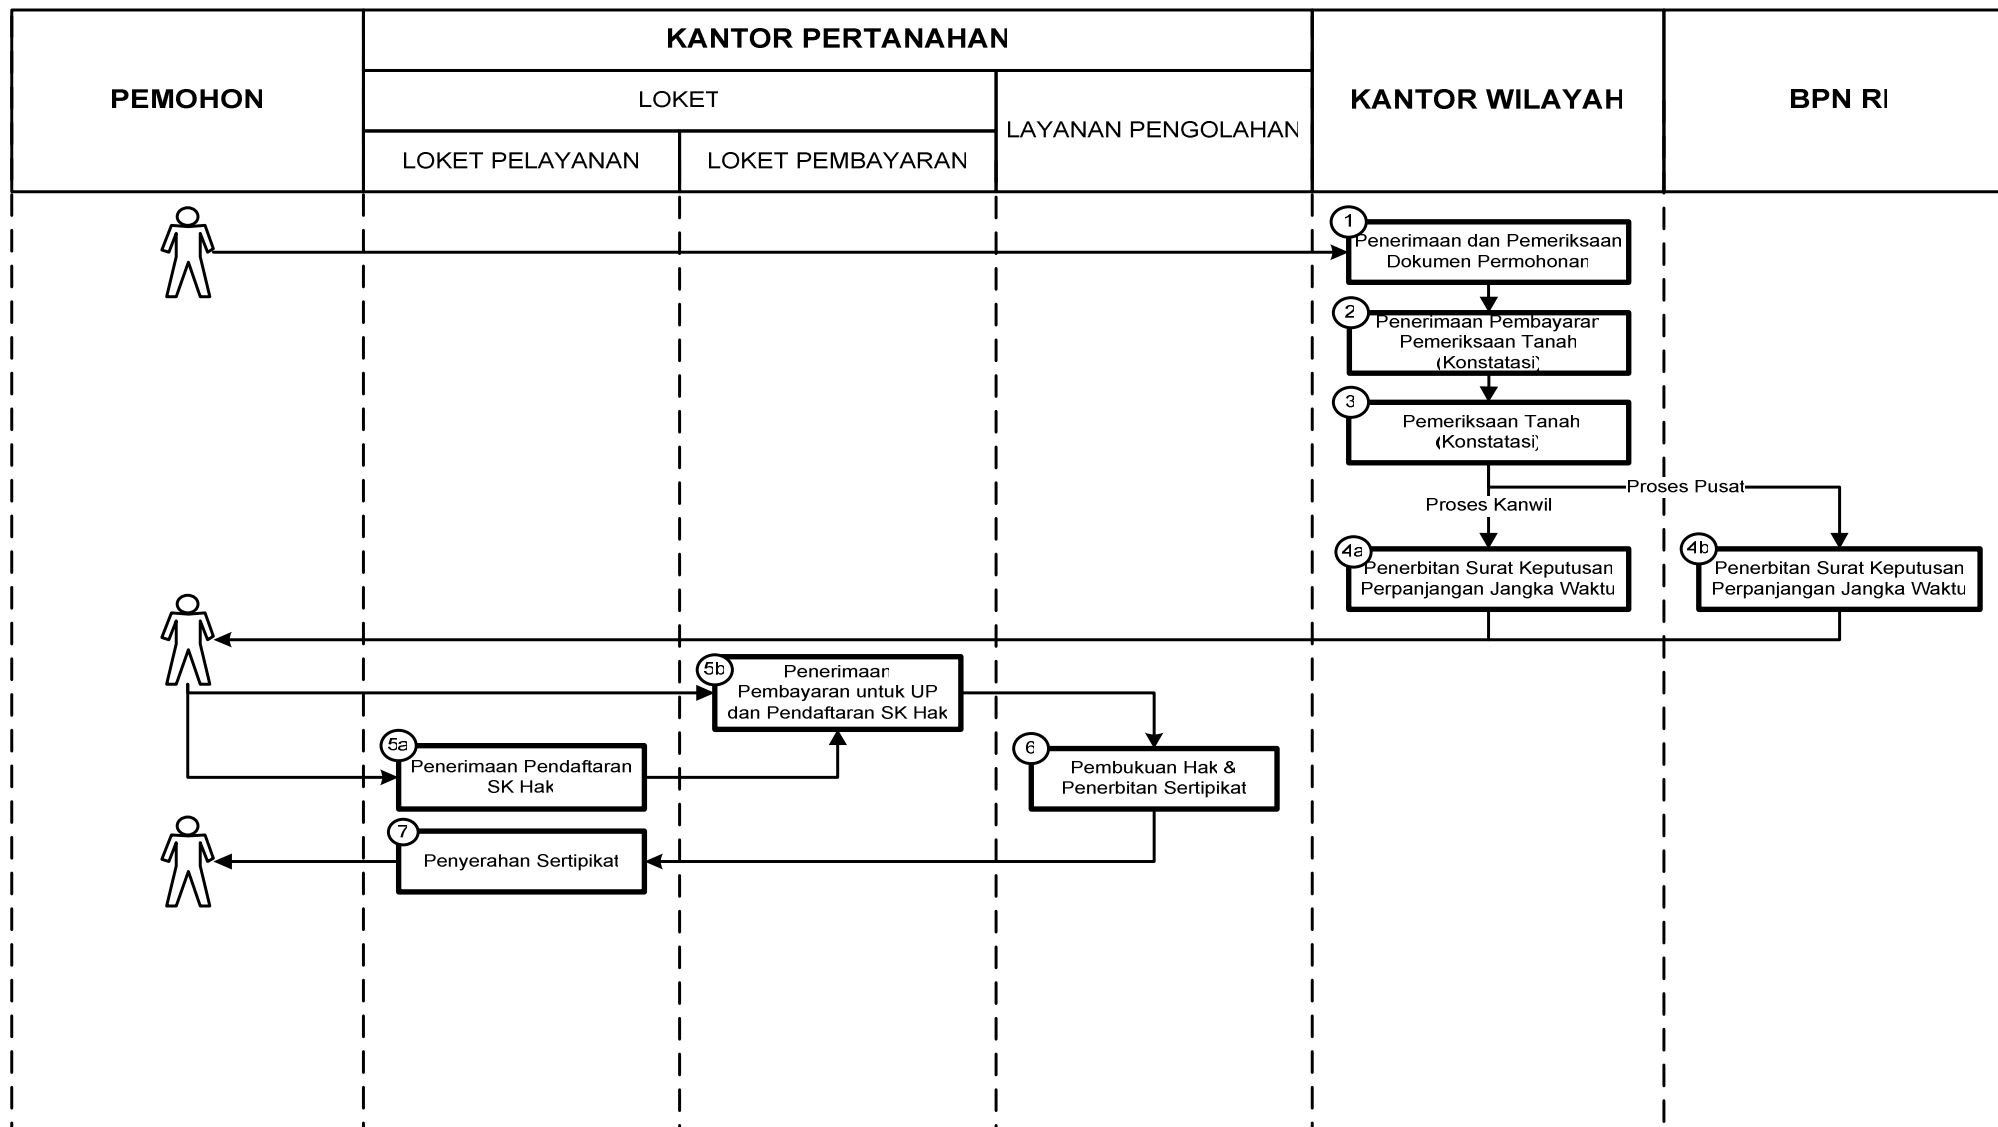 KANTOR PERTANAHAN
PEMOHON
LOKET
KANTOR WILAYAH
BPN RI
LAYANAN PENGOLAHAN
LOKET PELAYANAN
LOKET PEMBAYARAN
1
Penerimaan dan Pemeriksaan
Dokumen Permohonan
2
Penerimaan Pembayaran
Pemeriksaan Tanah
(Konstatasi)
3
Pemeriksaan Tanah
(Konstatasi)
Proses Pusat
Proses Kanwil
4a
Penerbitan Surat Keputusan
Perpanjangan Jangka Waktu
4b
Penerbitan Surat Keputusan
Perpanjangan Jangka Waktu
5b
Penerimaan
Pembayaran untuk UP
dan Pendaftaran SK Hak
5a
Penerimaan Pendaftaran
SK Hak
6
Pembukuan Hak &
Penerbitan Sertipikat
7
Penyerahan Sertipikat